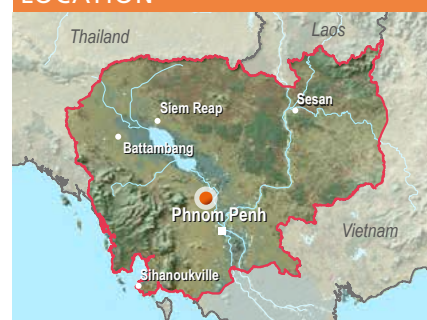 LOCATION
Thailand
Laos
Siem Reap
Sesan
Battambang
Phnom Penh
Vietnam
Sihanoukville